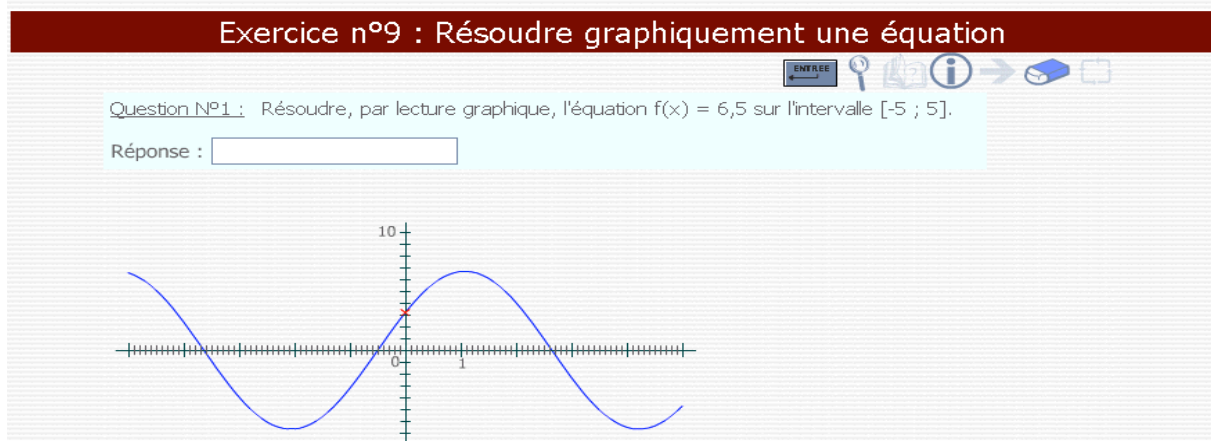 Exercice n°9 : Résoudre graphiquement une équation
ENTREE
Question N°1 : Résoudre, par lecture graphique, l'équation f(x) = 6,5 sur l'intervalle [-5 ; 5].
Réponse :
10
0
1